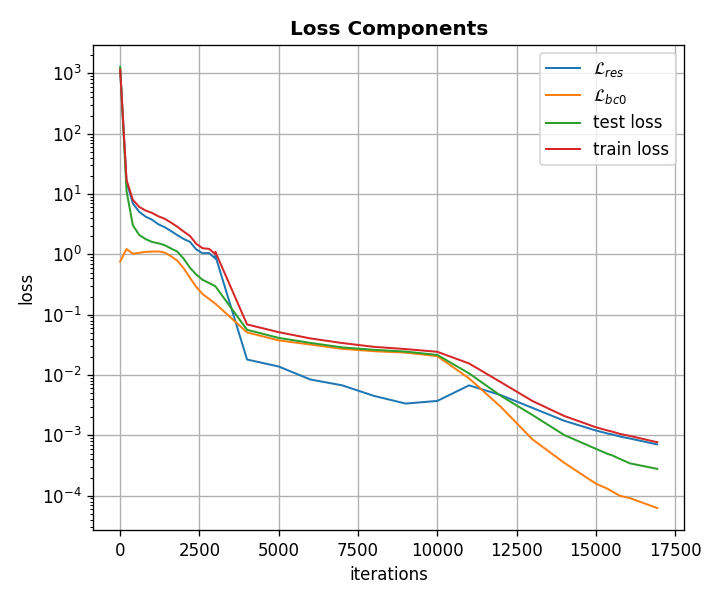 Loss Components
loss
10³
10²
10¹
10⁰
10⁻¹
10⁻²
10⁻³
10⁻⁴
ℒ_res
ℒ_bc0
test loss
train loss
0 2500 5000 7500 10000 12500 15000 17500
iterations